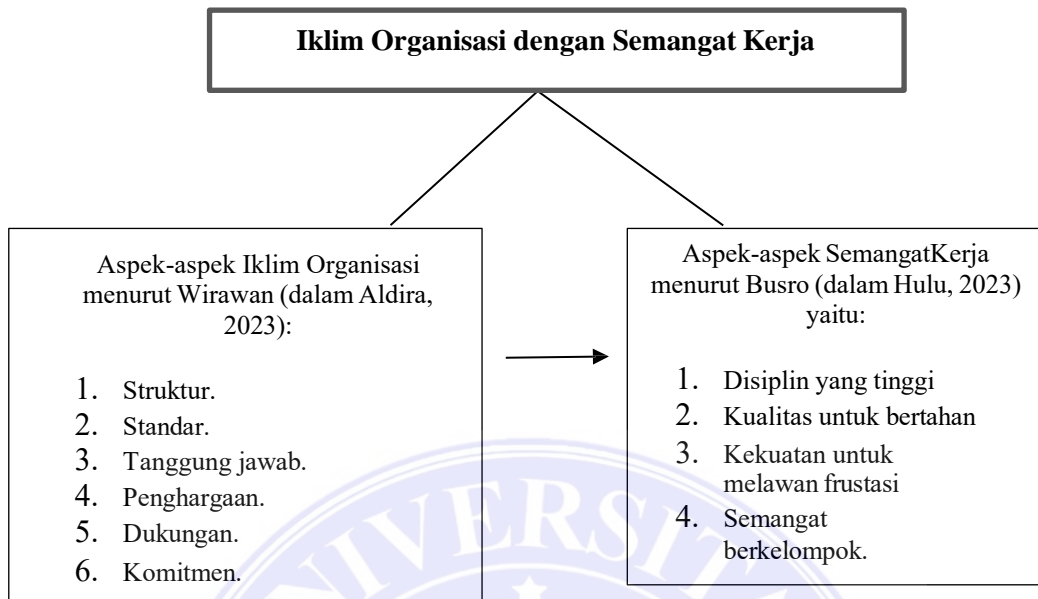 Iklim Organisasi dengan Semangat Kerja
Aspek-aspek Iklim Organisasi
menurut Wirawan (dalam Aldira,
2023):
1. Struktur.
2. Standar.
3. Tanggung jawab.
4. Penghargaan.
5. Dukungan.
6. Komitmen.
Aspek-aspek SemangatKerja
menurut Busro (dalam Hulu, 2023)
yaitu:
1. Disiplin yang tinggi
2. Kualitas untuk bertahan
3. Kekuatan untuk
melawan frustasi
4. Semangat
berkelompok.